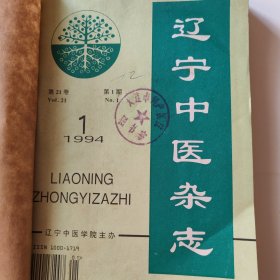 第21卷 第1期
Vol.21 No.1
1
1994
辽宁中医杂志
LIAONING
ZHONGYIZAZHI
辽宁中医学院主办
ISSN 1000-1719